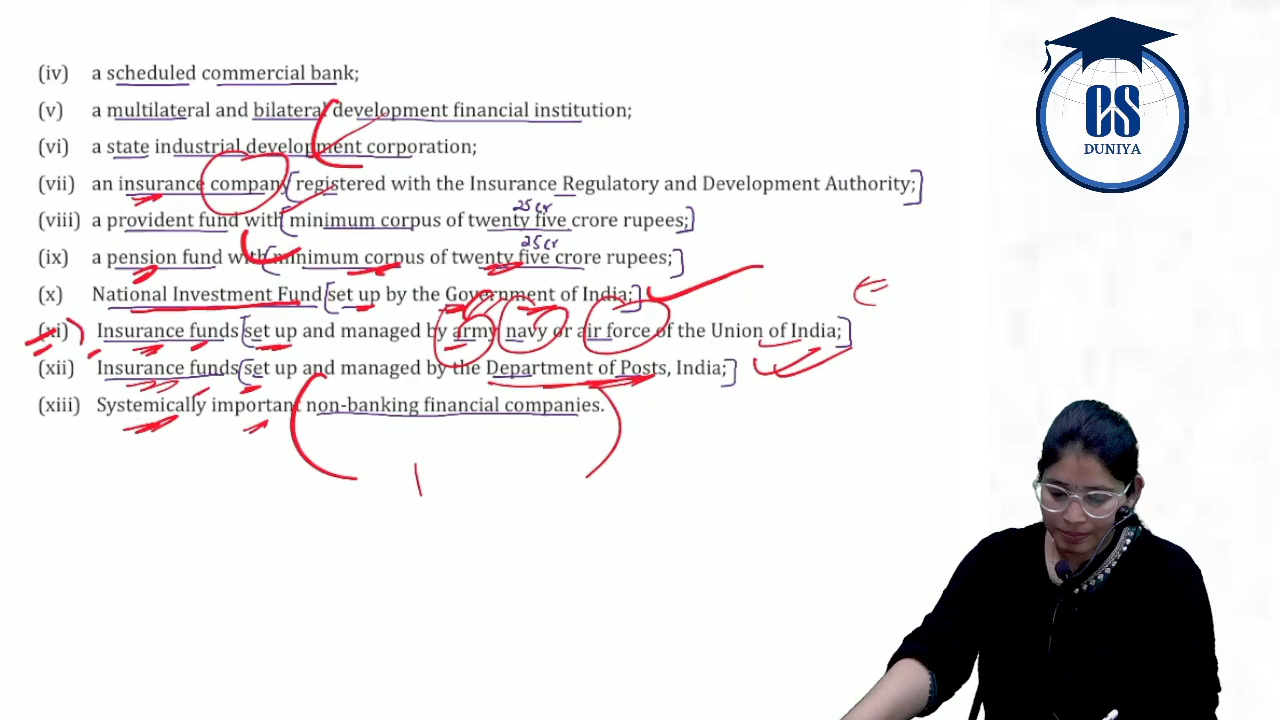 (iv) a scheduled commercial bank;
(v) a multilateral and bilateral development financial institution;
(vi) a state industrial development corporation;
(vii) an insurance company registered with the Insurance Regulatory and Development Authority;
25 cr
(viii) a provident fund with minimum corpus of twenty five crore rupees;
25 cr
(ix) a pension fund with minimum corpus of twenty five crore rupees;
(x) National Investment Fund set up by the Government of India;
(xi) Insurance funds set up and managed by army navy or air force of the Union of India;
(xii) Insurance funds set up and managed by the Department of Posts, India;
(xiii) Systemically important non-banking financial companies.
CS
DUNIYA